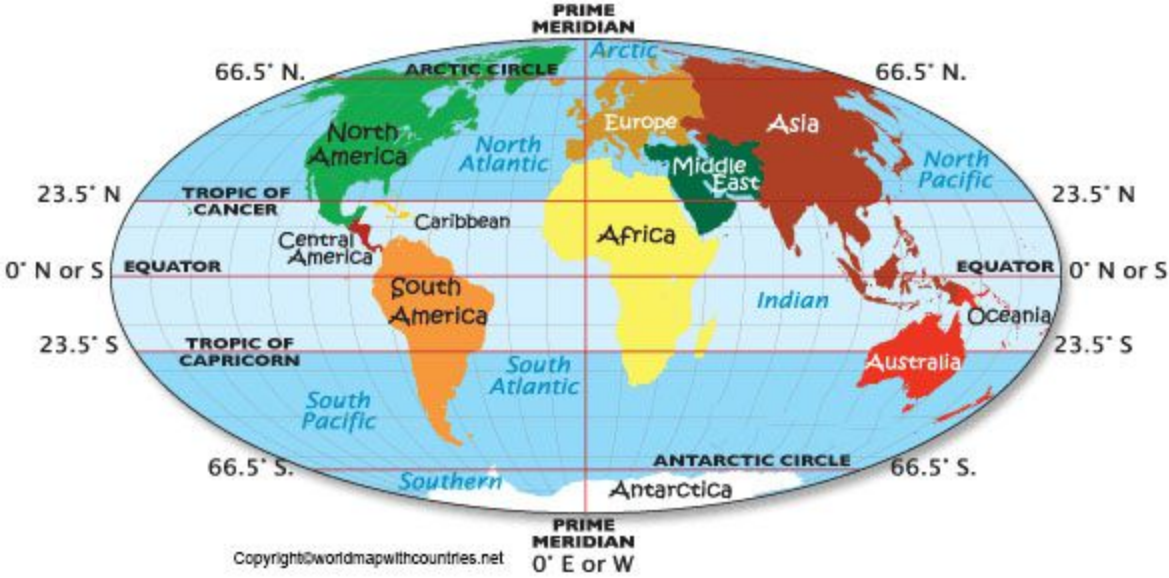 PRIME
MERIDIAN
Arctic
66.5° N.
ARCTIC CIRCLE
66.5° N.
North
America
North
Atlantic
Europe
Asia
Middle
East
North
Pacific
23.5° N
TROPIC OF
CANCER
23.5° N
Caribbean
Central
America
Africa
0° N or S
EQUATOR
EQUATOR
0° N or S
South
America
Indian
Oceania
23.5° S
TROPIC OF
CAPRICORN
23.5° S
Australia
South
Atlantic
South
Pacific
66.5° S.
ANTARCTIC CIRCLE
66.5° S.
Southern
Antarctica
PRIME
MERIDIAN
0° E or W
Copyright©worldmapwithcountries.net